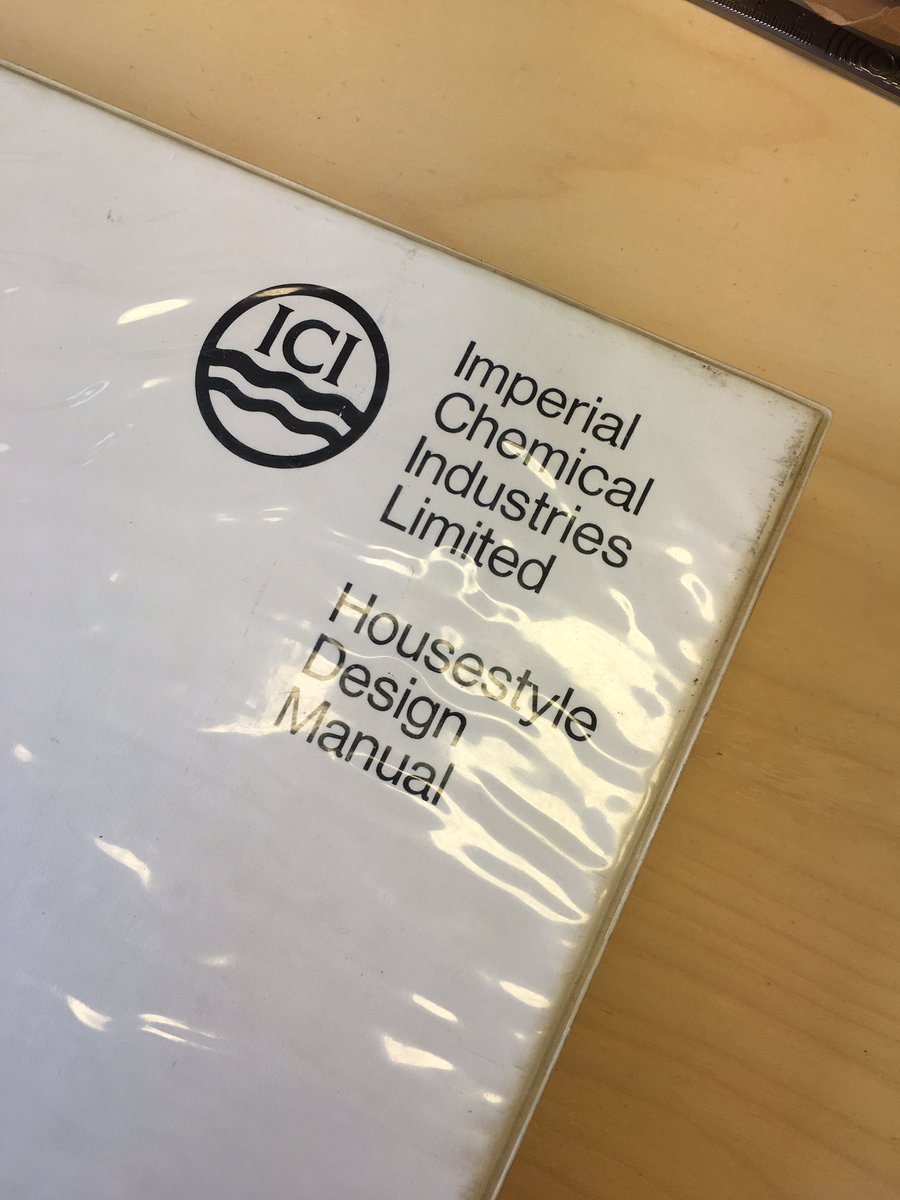 ICI
Imperial
Chemical
Industries
Limited
Housestyle
Design
Manual